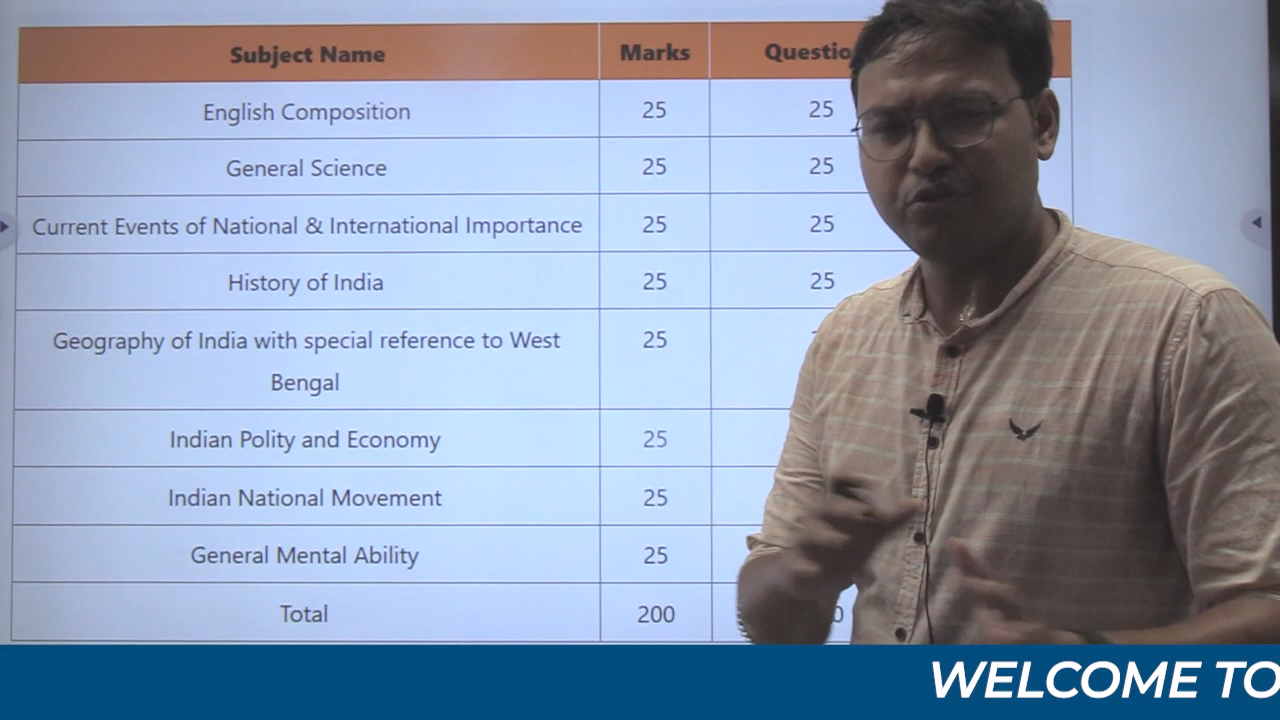 Subject Name Marks
English Composition 25 25
General Science 25 25
Current Events of National & International Importance 25 25
History of India 25 25
Geography of India with special reference to West 25
Bengal
Indian Polity and Economy 25
Indian National Movement 25
General Mental Ability 25
Total 200
WELCOME TO